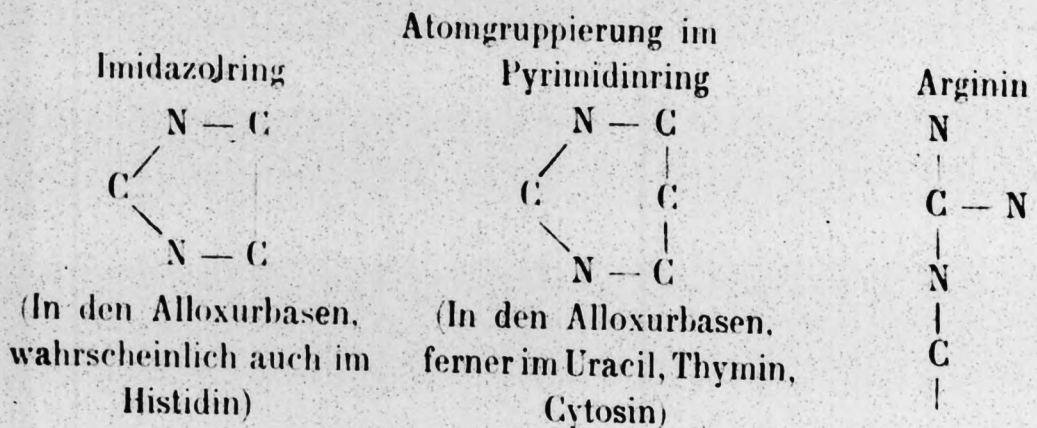 Atomgruppierung im
Imidazolring
Pyrimidinring
Arginin
N — C
C
N — C
N — C
C C
N — C
N
C — N
N
C
(In den Alloxurbasen,
wahrscheinlich auch im
Histidin)
(In den Alloxurbasen,
ferner im Uracil, Thymin,
Cytosin)